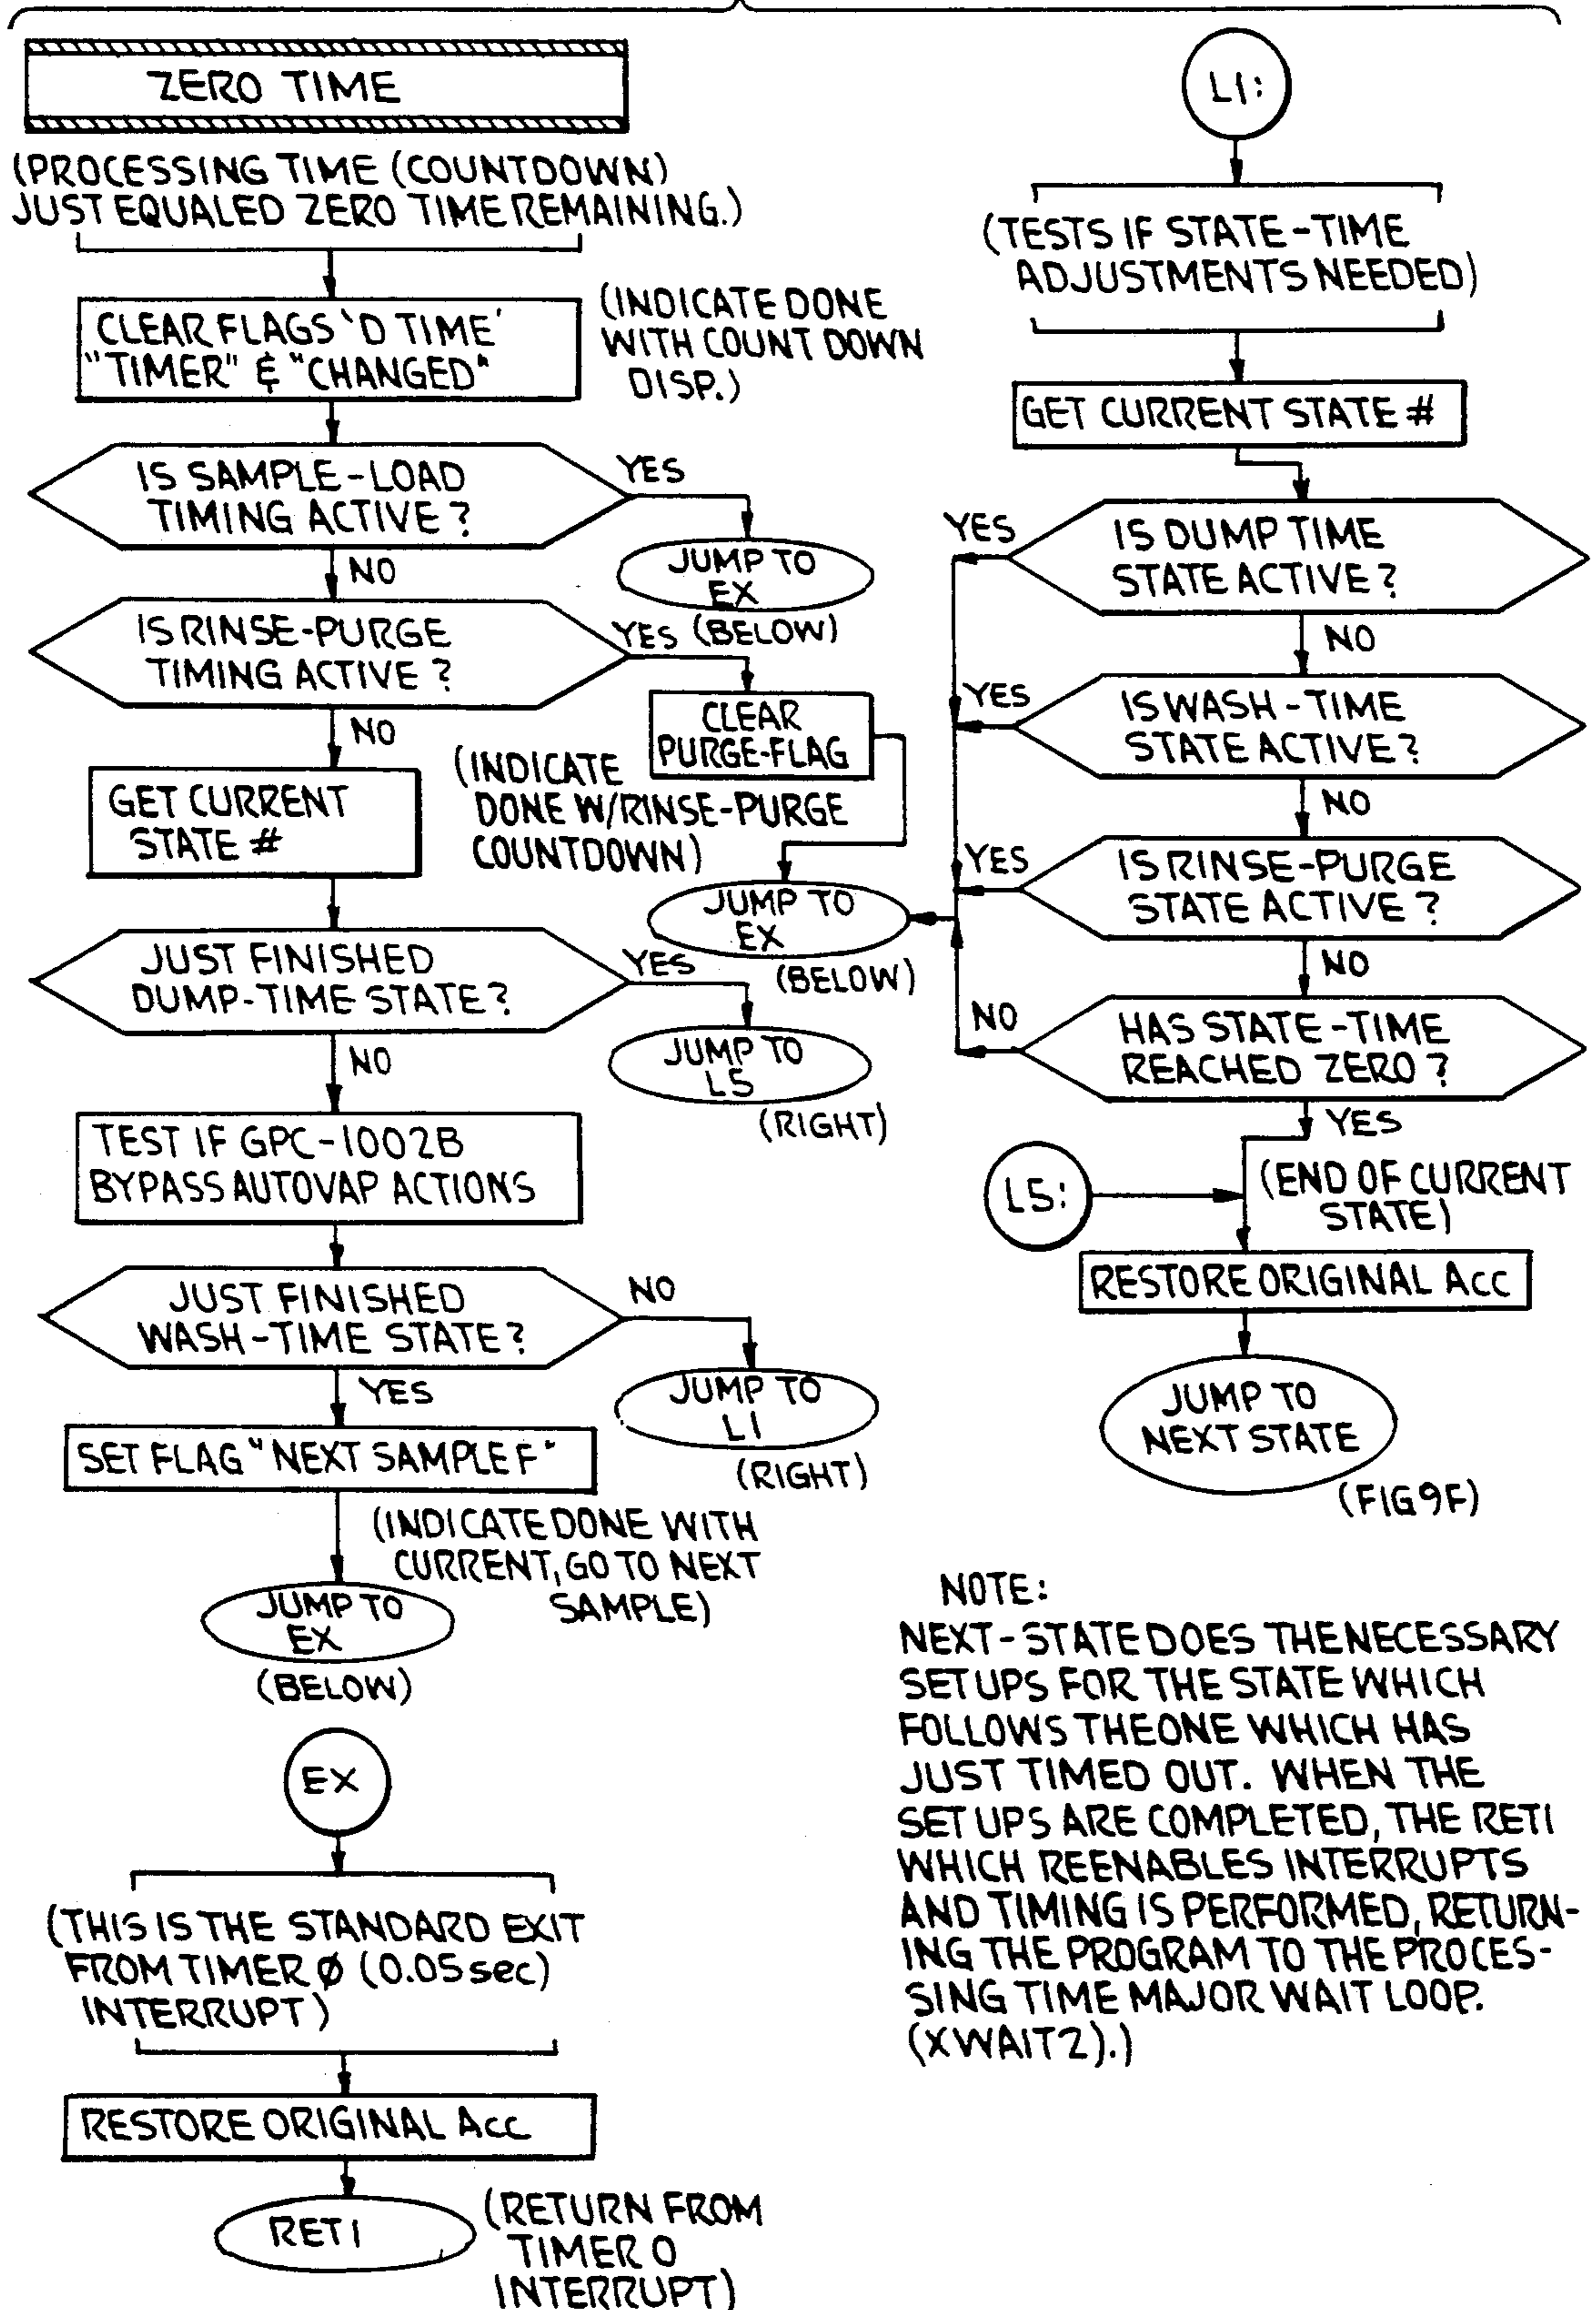 ZERO TIME
(PROCESSING TIME (COUNTDOWN)
JUST EQUALED ZERO TIME REMAINING.)
CLEAR FLAGS 'D TIME'
"TIMER" & "CHANGED"
(INDICATE DONE
WITH COUNT DOWN
DISP.)
IS SAMPLE-LOAD
TIMING ACTIVE?
YES
JUMP TO
EX
(BELOW)
NO
IS RINSE-PURGE
TIMING ACTIVE?
YES
CLEAR
PURGE-FLAG
NO
(INDICATE
DONE W/RINSE-PURGE
COUNTDOWN)
GET CURRENT
STATE #
JUMP TO
EX
(BELOW)
JUST FINISHED
DUMP-TIME STATE?
YES
JUMP TO
L5
(RIGHT)
NO
TEST IF GPC-1002B
BYPASS AUTOVAP ACTIONS
JUST FINISHED
WASH-TIME STATE?
NO
JUMP TO
L1
(RIGHT)
YES
SET FLAG "NEXT SAMPLE F"
(INDICATE DONE WITH
CURRENT, GO TO NEXT
SAMPLE)
JUMP TO
EX
(BELOW)
EX
(THIS IS THE STANDARD EXIT
FROM TIMER Ø (0.05 sec)
INTERRUPT)
RESTORE ORIGINAL Acc
RETI
(RETURN FROM
TIMER 0
INTERRUPT)
L1:
(TESTS IF STATE-TIME
ADJUSTMENTS NEEDED)
GET CURRENT STATE #
YES
IS DUMP TIME
STATE ACTIVE?
NO
YES
IS WASH-TIME
STATE ACTIVE?
NO
YES
IS RINSE-PURGE
STATE ACTIVE?
NO
NO
HAS STATE-TIME
REACHED ZERO?
YES
L5:
(END OF CURRENT
STATE)
RESTORE ORIGINAL Acc
JUMP TO
NEXT STATE
(FIG 9F)
NOTE:
NEXT-STATE DOES THE NECESSARY
SETUPS FOR THE STATE WHICH
FOLLOWS THE ONE WHICH HAS
JUST TIMED OUT. WHEN THE
SET UPS ARE COMPLETED, THE RETI
WHICH REENABLES INTERRUPTS
AND TIMING IS PERFORMED, RETURN-
ING THE PROGRAM TO THE PROCES-
SING TIME MAJOR WAIT LOOP.
(XWAIT2).)